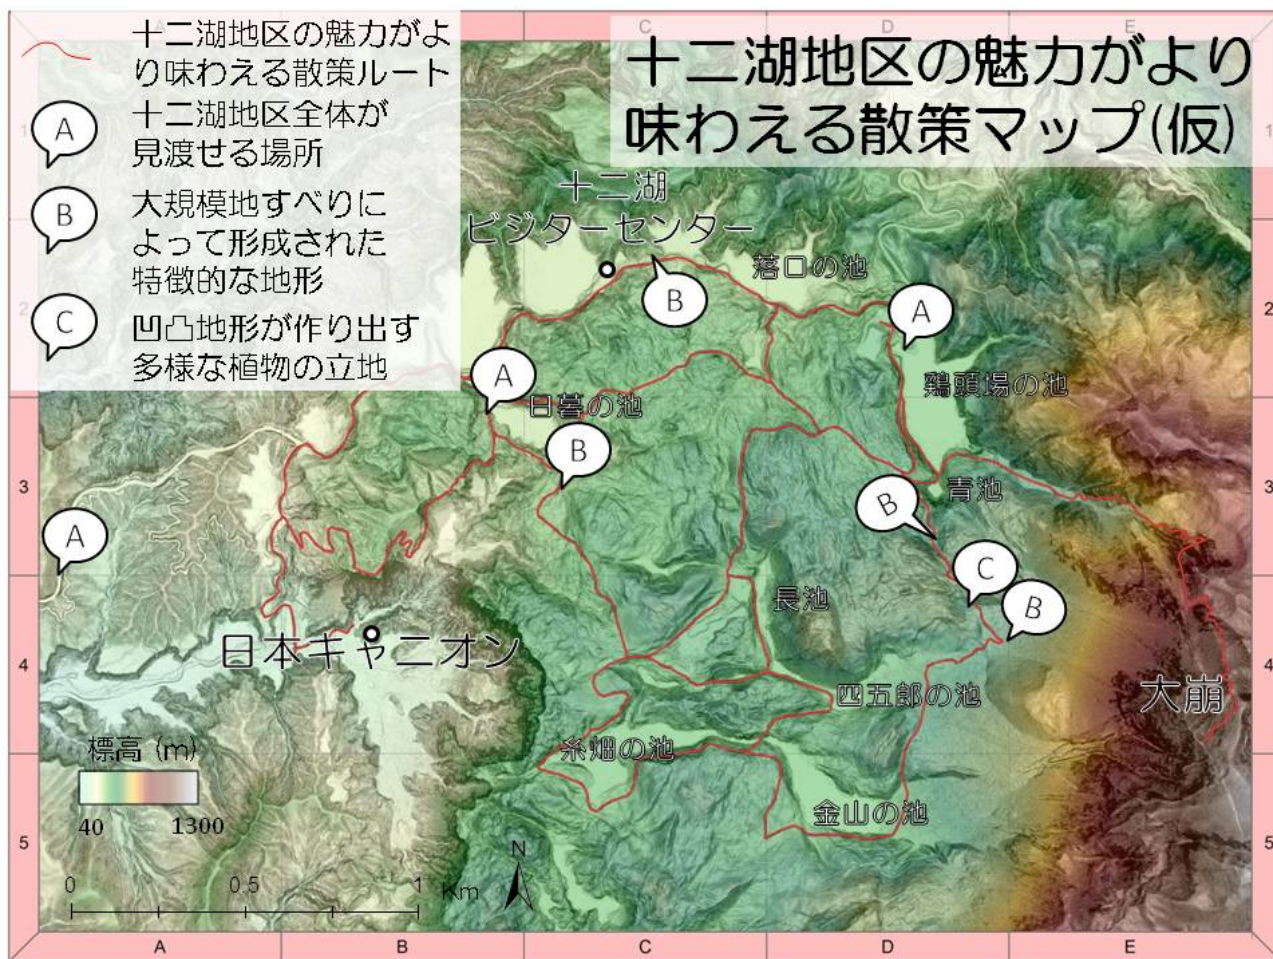 十二湖地区の魅力がよ
り味わえる散策ルート
A
十二湖地区全体が
見渡せる場所
B
大規模地すべりに
よって形成された
特徴的な地形
C
凹凸地形が作り出す
多様な植物の立地
十二湖地区の魅力がより
味わえる散策マップ(仮)
A
C
D
E
1
1
十二湖
ビジターセンター
落口の池
B
A
2
2
A
日暮の池
鶏頭場の池
B
3
青池
3
B
A
C
長池
B
日本キャニオン
4
4
四五郎の池
大崩
糸畑の池
標高 (m)
40
1300
金山の池
5
5
N
0
0.5
1
Km
A
B
C
D
E